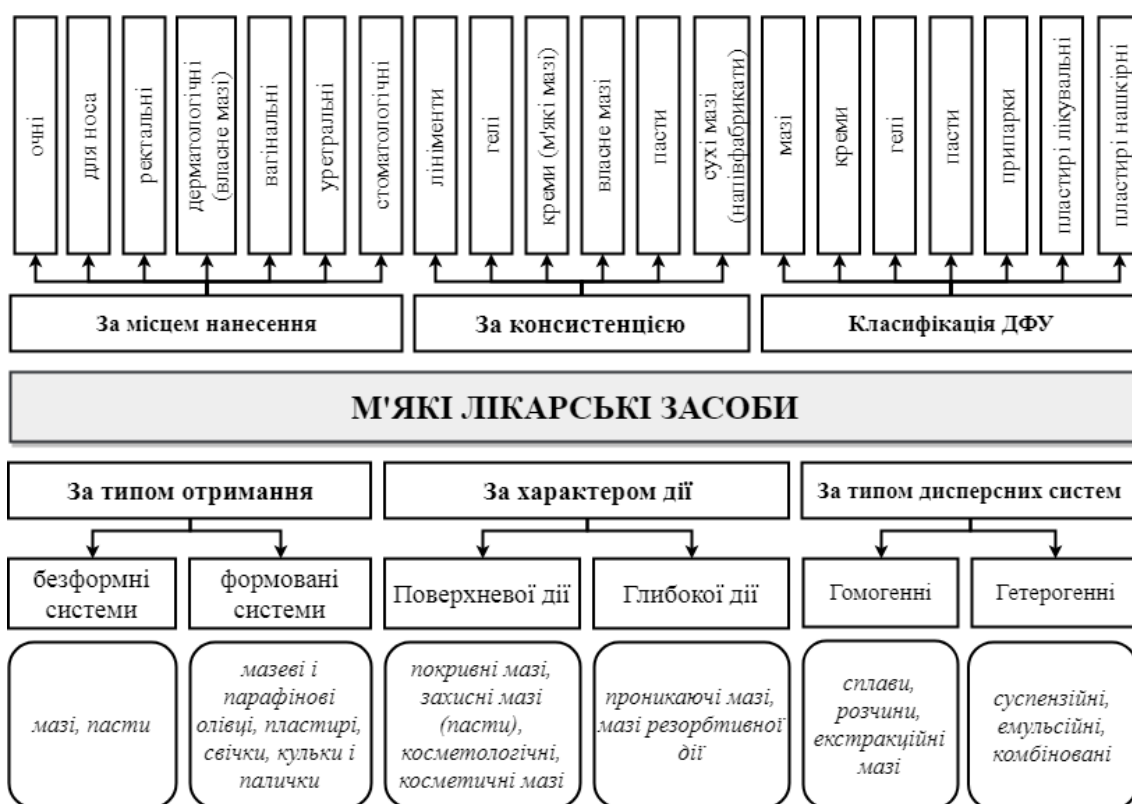 очні
для носа
ректальні
дерматологічні
(власне мазі)
вагінальні
уретральні
стоматологічні
лініменти
гелі
креми (м'які мазі)
власне мазі
пасти
сухі мазі
(напівфабрикати)
мазі
креми
гелі
пасти
припарки
пластирі лікувальні
пластирі нашкірні
За місцем нанесення
За консистенцією
Класифікація ДФУ
М'ЯКІ ЛІКАРСЬКІ ЗАСОБИ
За типом отримання
За характером дії
За типом дисперсних систем
безформні
системи
формовані
системи
Поверхневої дії
Глибокої дії
Гомогенні
Гетерогенні
мазі, пасти
мазеві і
парафінові
олівці, пластирі,
свічки, кульки і
палички
покривні мазі,
захисні мазі
(пасти),
косметологічні,
косметичні мазі
проникаючі мазі,
мазі резорбтивної
дії
сплави,
розчини,
екстракційні
мазі
суспензійні,
емульсійні,
комбіновані